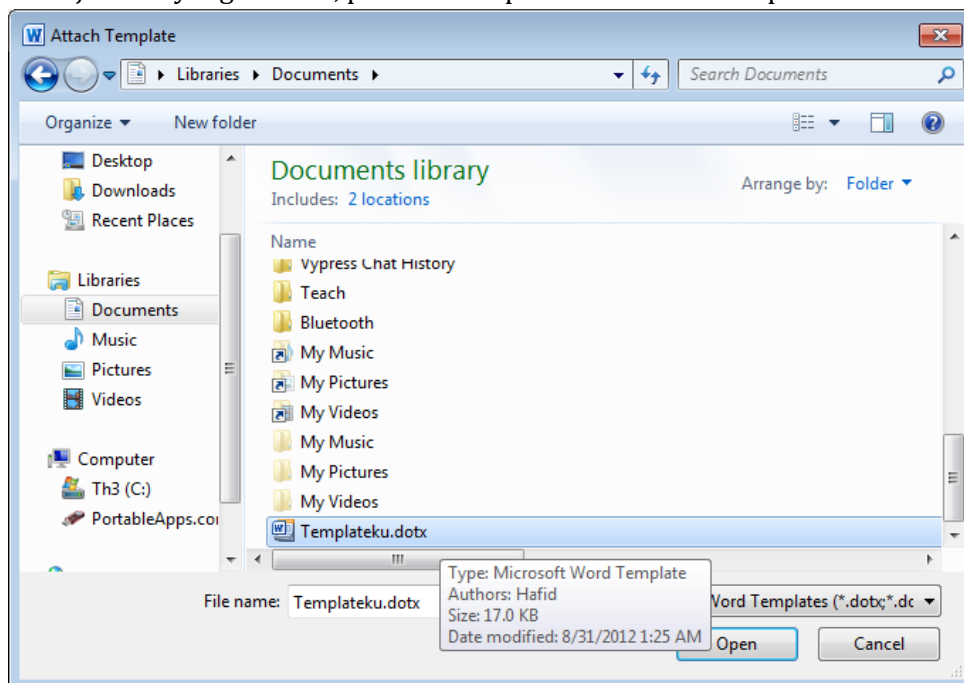 Attach Template
Libraries Documents
Search Documents
Organize New folder
Desktop
Downloads
Recent Places
Libraries
Documents
Music
Pictures
Videos
Computer
Th3 (C:)
PortableApps.co
Documents library
Includes: 2 locations
Arrange by: Folder
Name
Vypress Chat History
Teach
Bluetooth
My Music
My Pictures
My Videos
My Music
My Pictures
My Videos
Templateku.dotx
Type: Microsoft Word Template
Authors: Hafid
Size: 17.0 KB
Date modified: 8/31/2012 1:25 AM
File name: Templateku.dotx
Word Templates (*.dotx;*.dc
Open Cancel